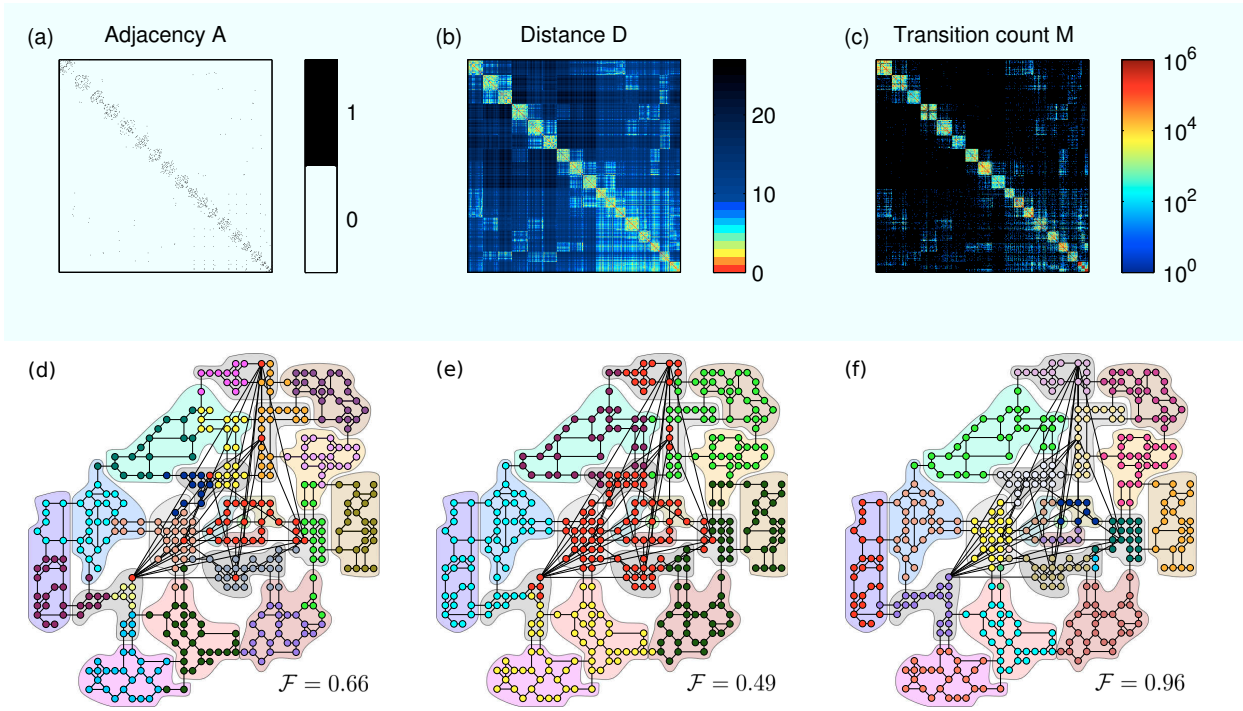 (a) Adjacency A
1
0
(b) Distance D
20
10
0
(c) Transition count M
10^6
10^4
10^2
10^0
(d)
F = 0.66
(e)
F = 0.49
(f)
F = 0.96